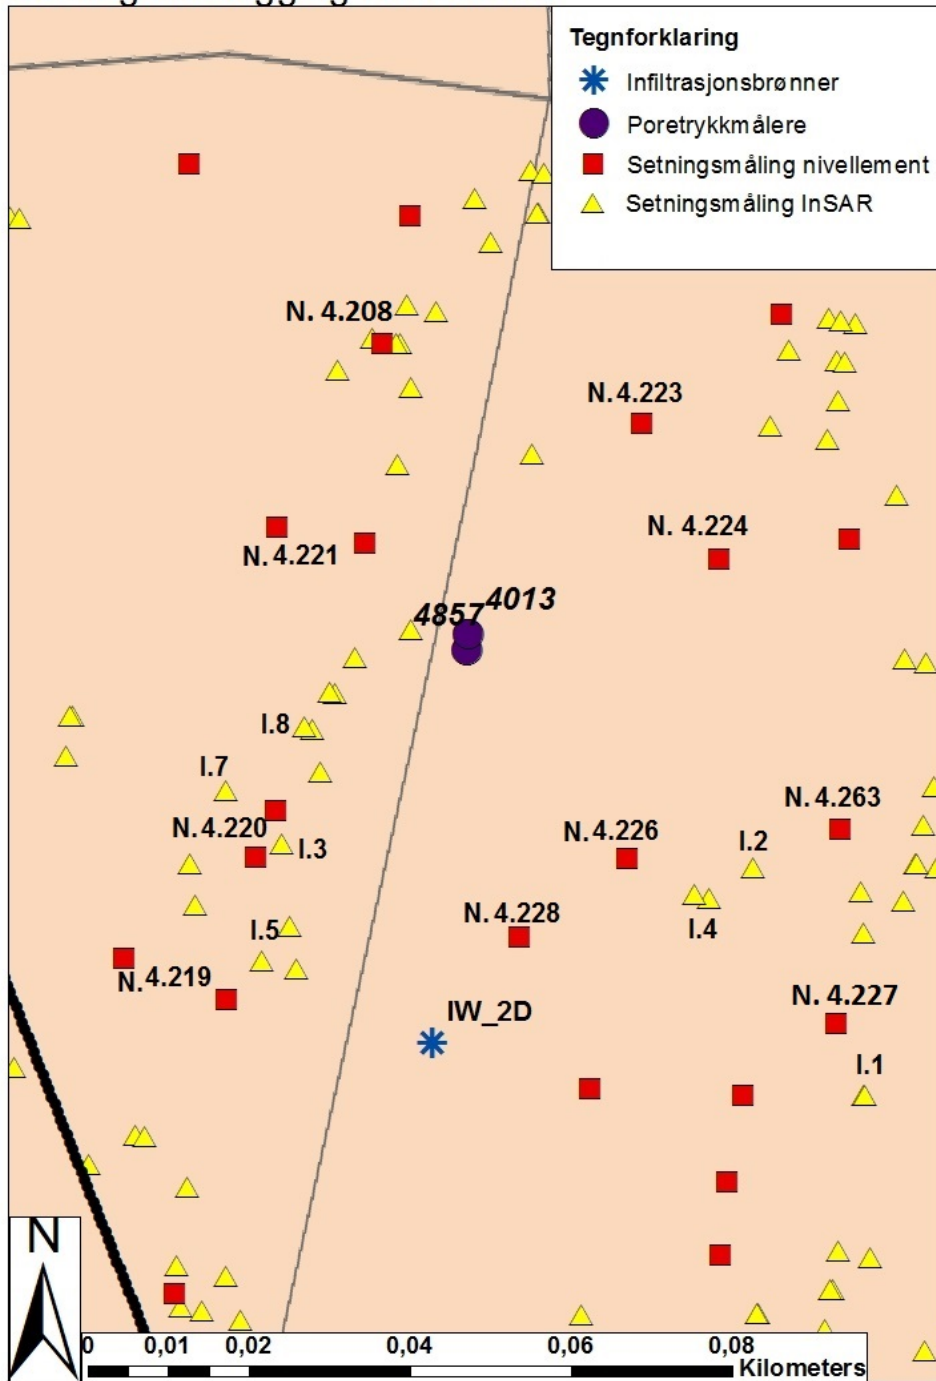 Tegnforklaring
Infiltrasjonsbrønner
Poretrykkmålere
Setningsmåling nivellement
Setningsmåling InSAR
N. 4.208
N. 4.223
N. 4.224
N. 4.221
4857 4013
I.8
I.7
N. 4.263
N. 4.220
N. 4.226
I.3
I.2
N. 4.228
I.4
I.5
N. 4.219
N. 4.227
IW_2D
I.1
N
0 0,01 0,02 0,04 0,06 0,08
Kilometers